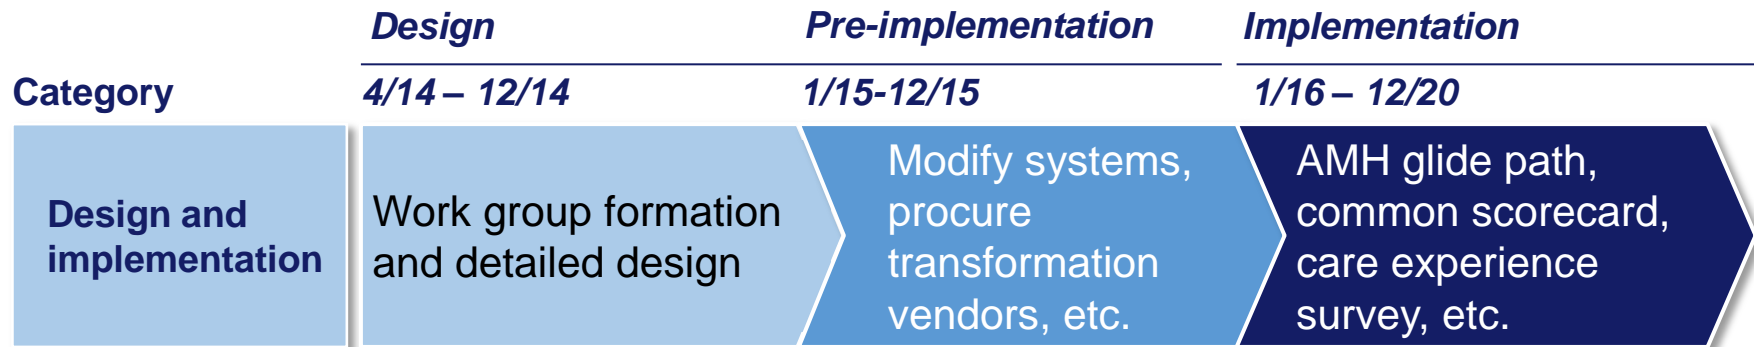 Design
Pre-implementation
Implementation
Category
4/14 – 12/14
1/15-12/15
1/16 – 12/20
Design and
implementation
Work group formation
and detailed design
Modify systems,
procure
transformation
vendors, etc.
AMH glide path,
common scorecard,
care experience
survey, etc.